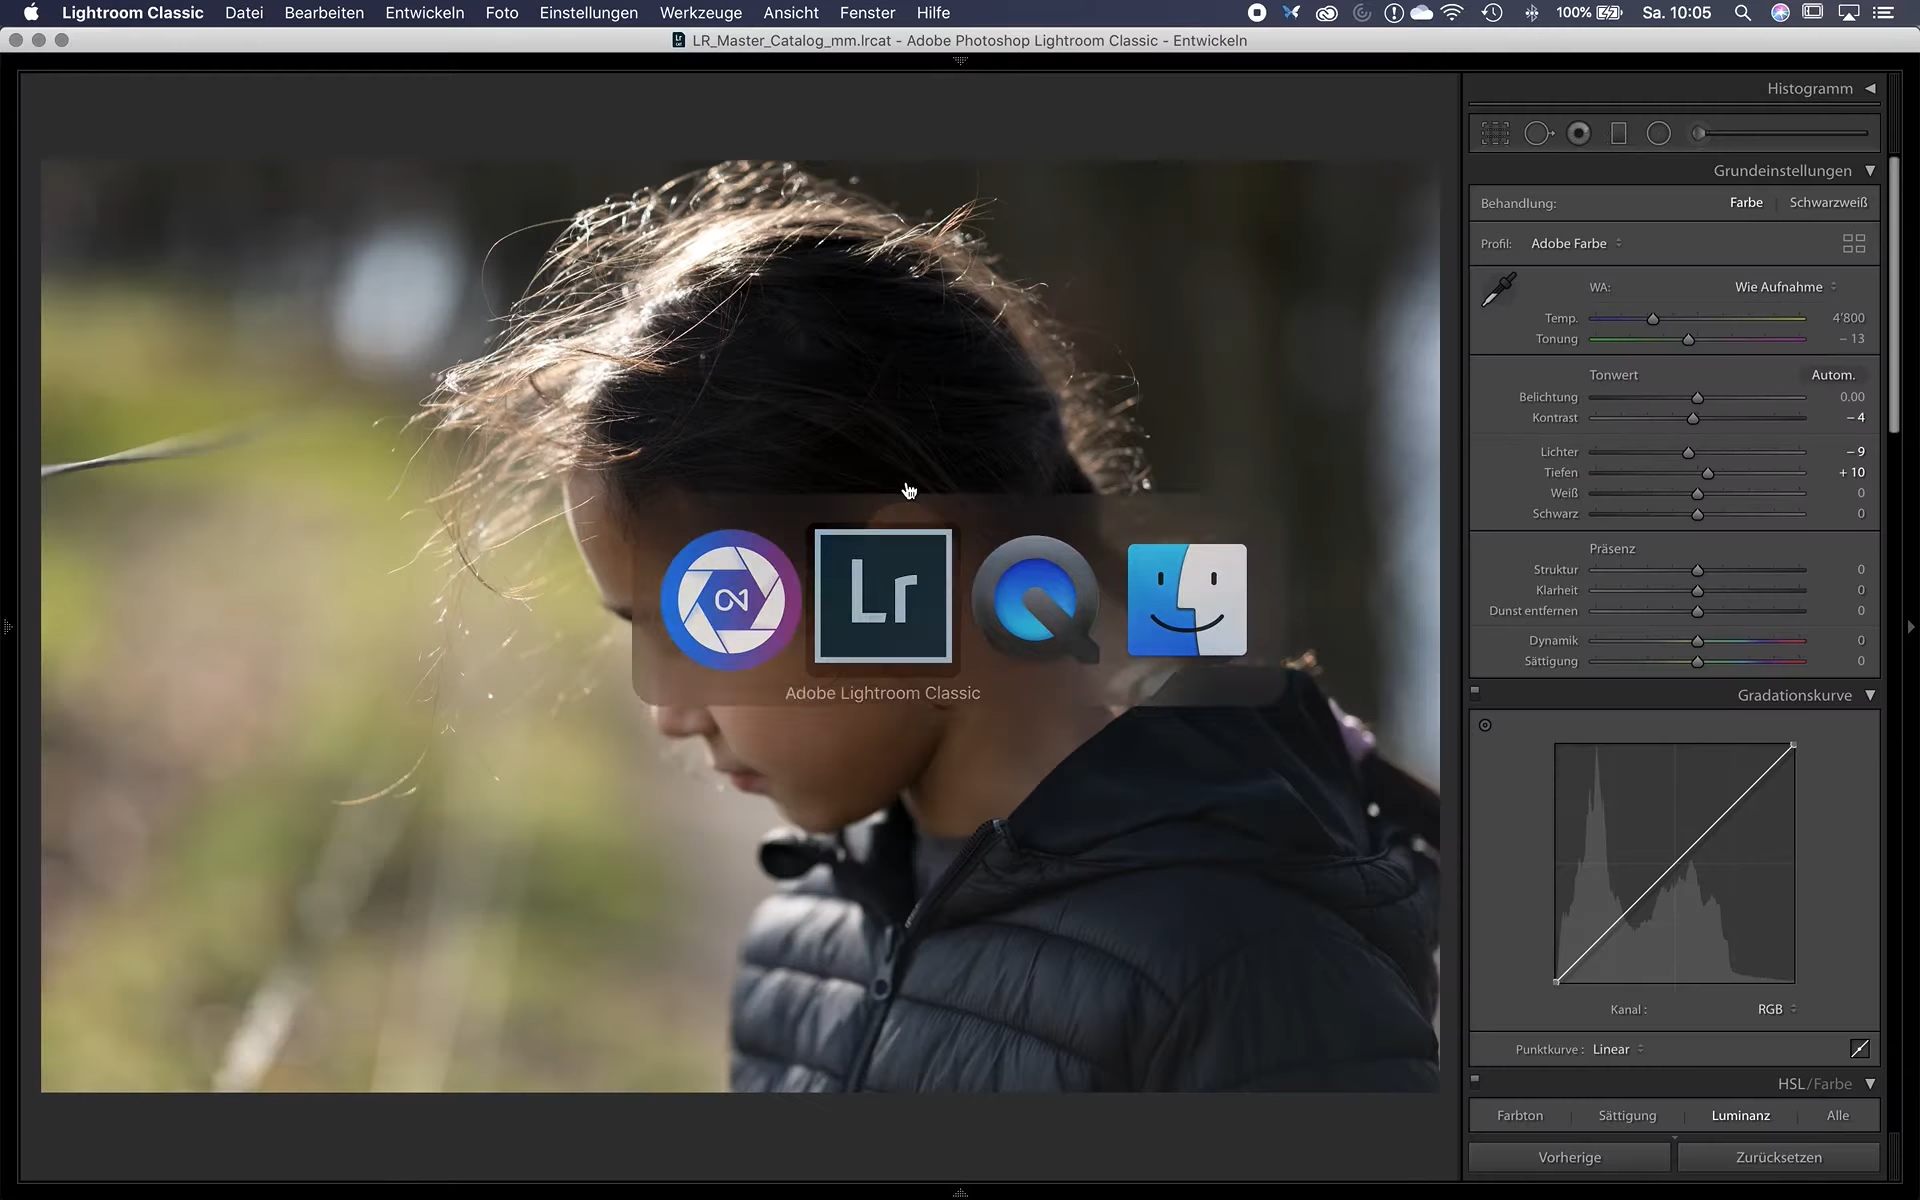 Lightroom Classic Datei Bearbeiten Entwickeln Foto Einstellungen Werkzeuge Ansicht Fenster Hilfe 100% Sa. 10:05
LR_Master_Catalog_mm.lrcat - Adobe Photoshop Lightroom Classic - Entwickeln
Histogramm
Grundeinstellungen
Behandlung: Farbe Schwarzweiß
Profil: Adobe Farbe
WA: Wie Aufnahme
Temp. 4'800
Tonung – 13
Tonwert Autom.
Belichtung 0.00
Kontrast – 4
Lichter – 9
Tiefen + 10
Weiß 0
Schwarz 0
Präsenz
Struktur 0
Klarheit 0
Dunst entfernen 0
Dynamik 0
Sättigung 0
Lr
Adobe Lightroom Classic
Gradationskurve
Kanal : RGB
Punktkurve : Linear
HSL / Farbe
Farbton Sättigung Luminanz Alle
Vorherige Zurücksetzen